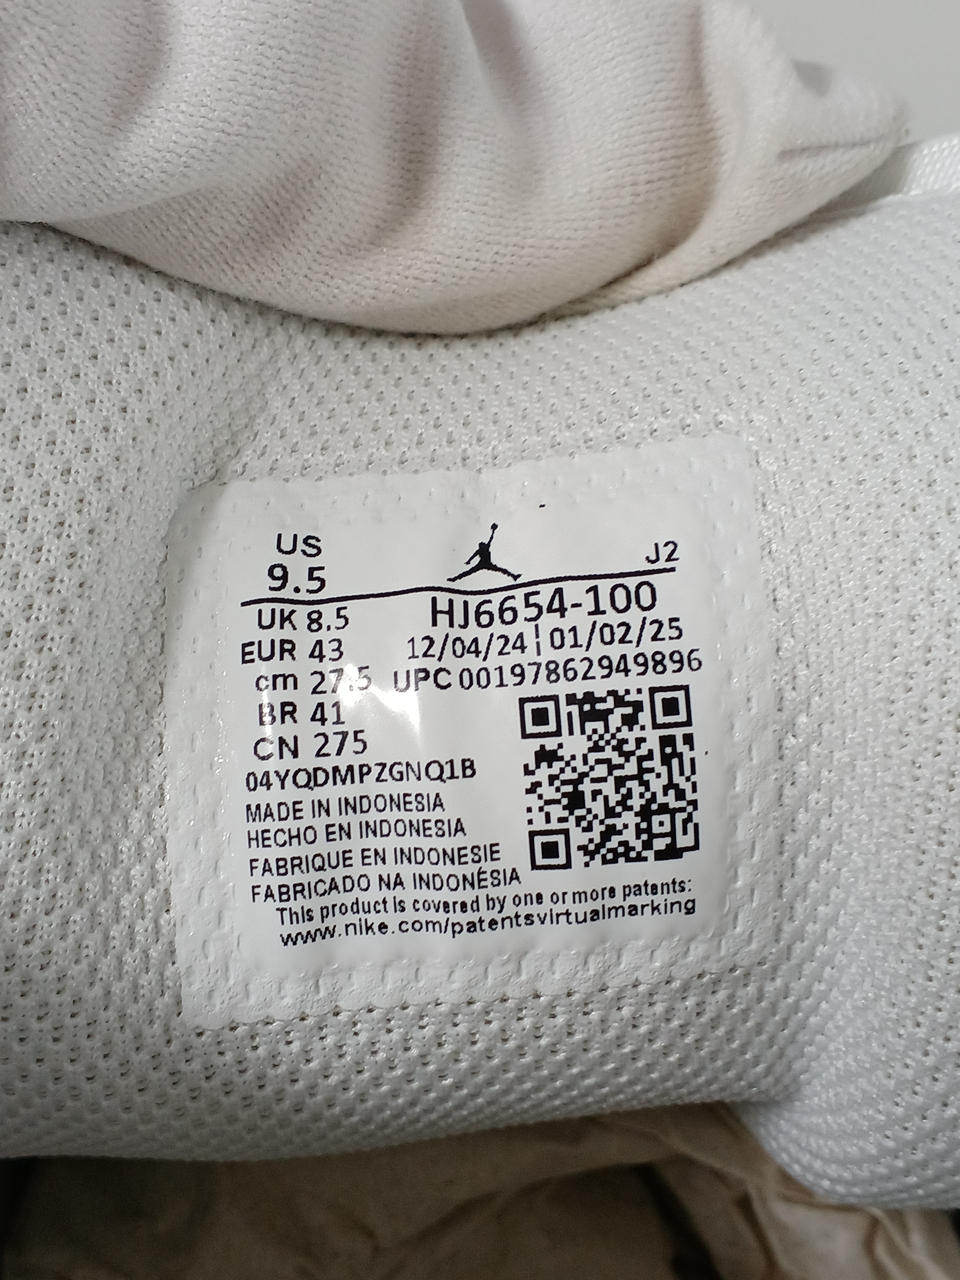 US
9.5
J2
UK 8.5
HJ6654-100
EUR 43
12/04/24 | 01/02/25
cm 27.5
UPC 00197862949896
BR 41
CN 275
04YQDMPZGNQ1B
MADE IN INDONESIA
HECHO EN INDONESIA
FABRIQUE EN INDONESIE
FABRICADO NA INDONÉSIA
This product is covered by one or more patents:
www.nike.com/patentsvirtualmarking